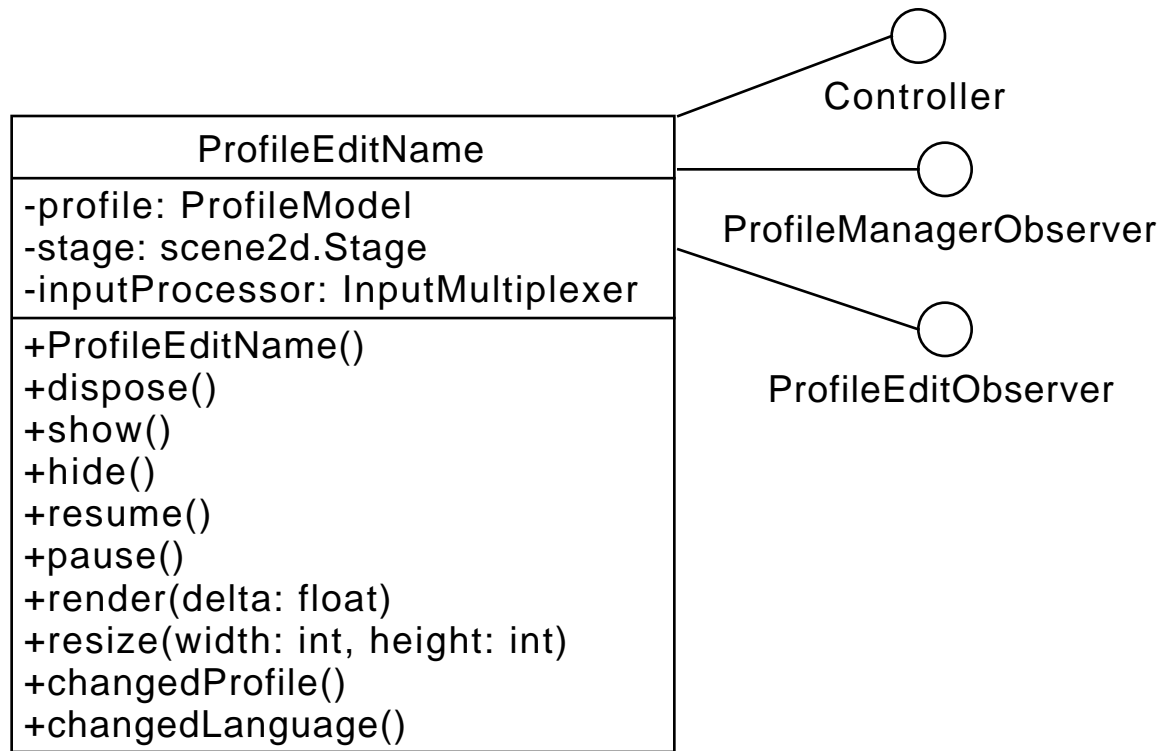 Controller
ProfileEditName
-profile: ProfileModel
-stage: scene2d.Stage
-inputProcessor: InputMultiplexer
ProfileManagerObserver
ProfileEditObserver
+ProfileEditName()
+dispose()
+show()
+hide()
+resume()
+pause()
+render(delta: float)
+resize(width: int, height: int)
+changedProfile()
+changedLanguage()